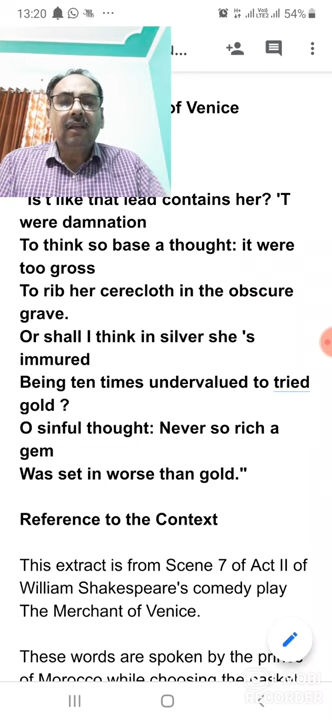 13:20
54%
of Venice
"Is't like that lead contains her? 'T
were damnation
To think so base a thought: it were
too gross
To rib her cerecloth in the obscure
grave.
Or shall I think in silver she 's
immured
Being ten times undervalued to tried
gold ?
O sinful thought: Never so rich a
gem
Was set in worse than gold."
Reference to the Context
This extract is from Scene 7 of Act II of
William Shakespeare's comedy play
The Merchant of Venice.
These words are spoken by the prince
of Morocco while choosing the casket
RECORDER